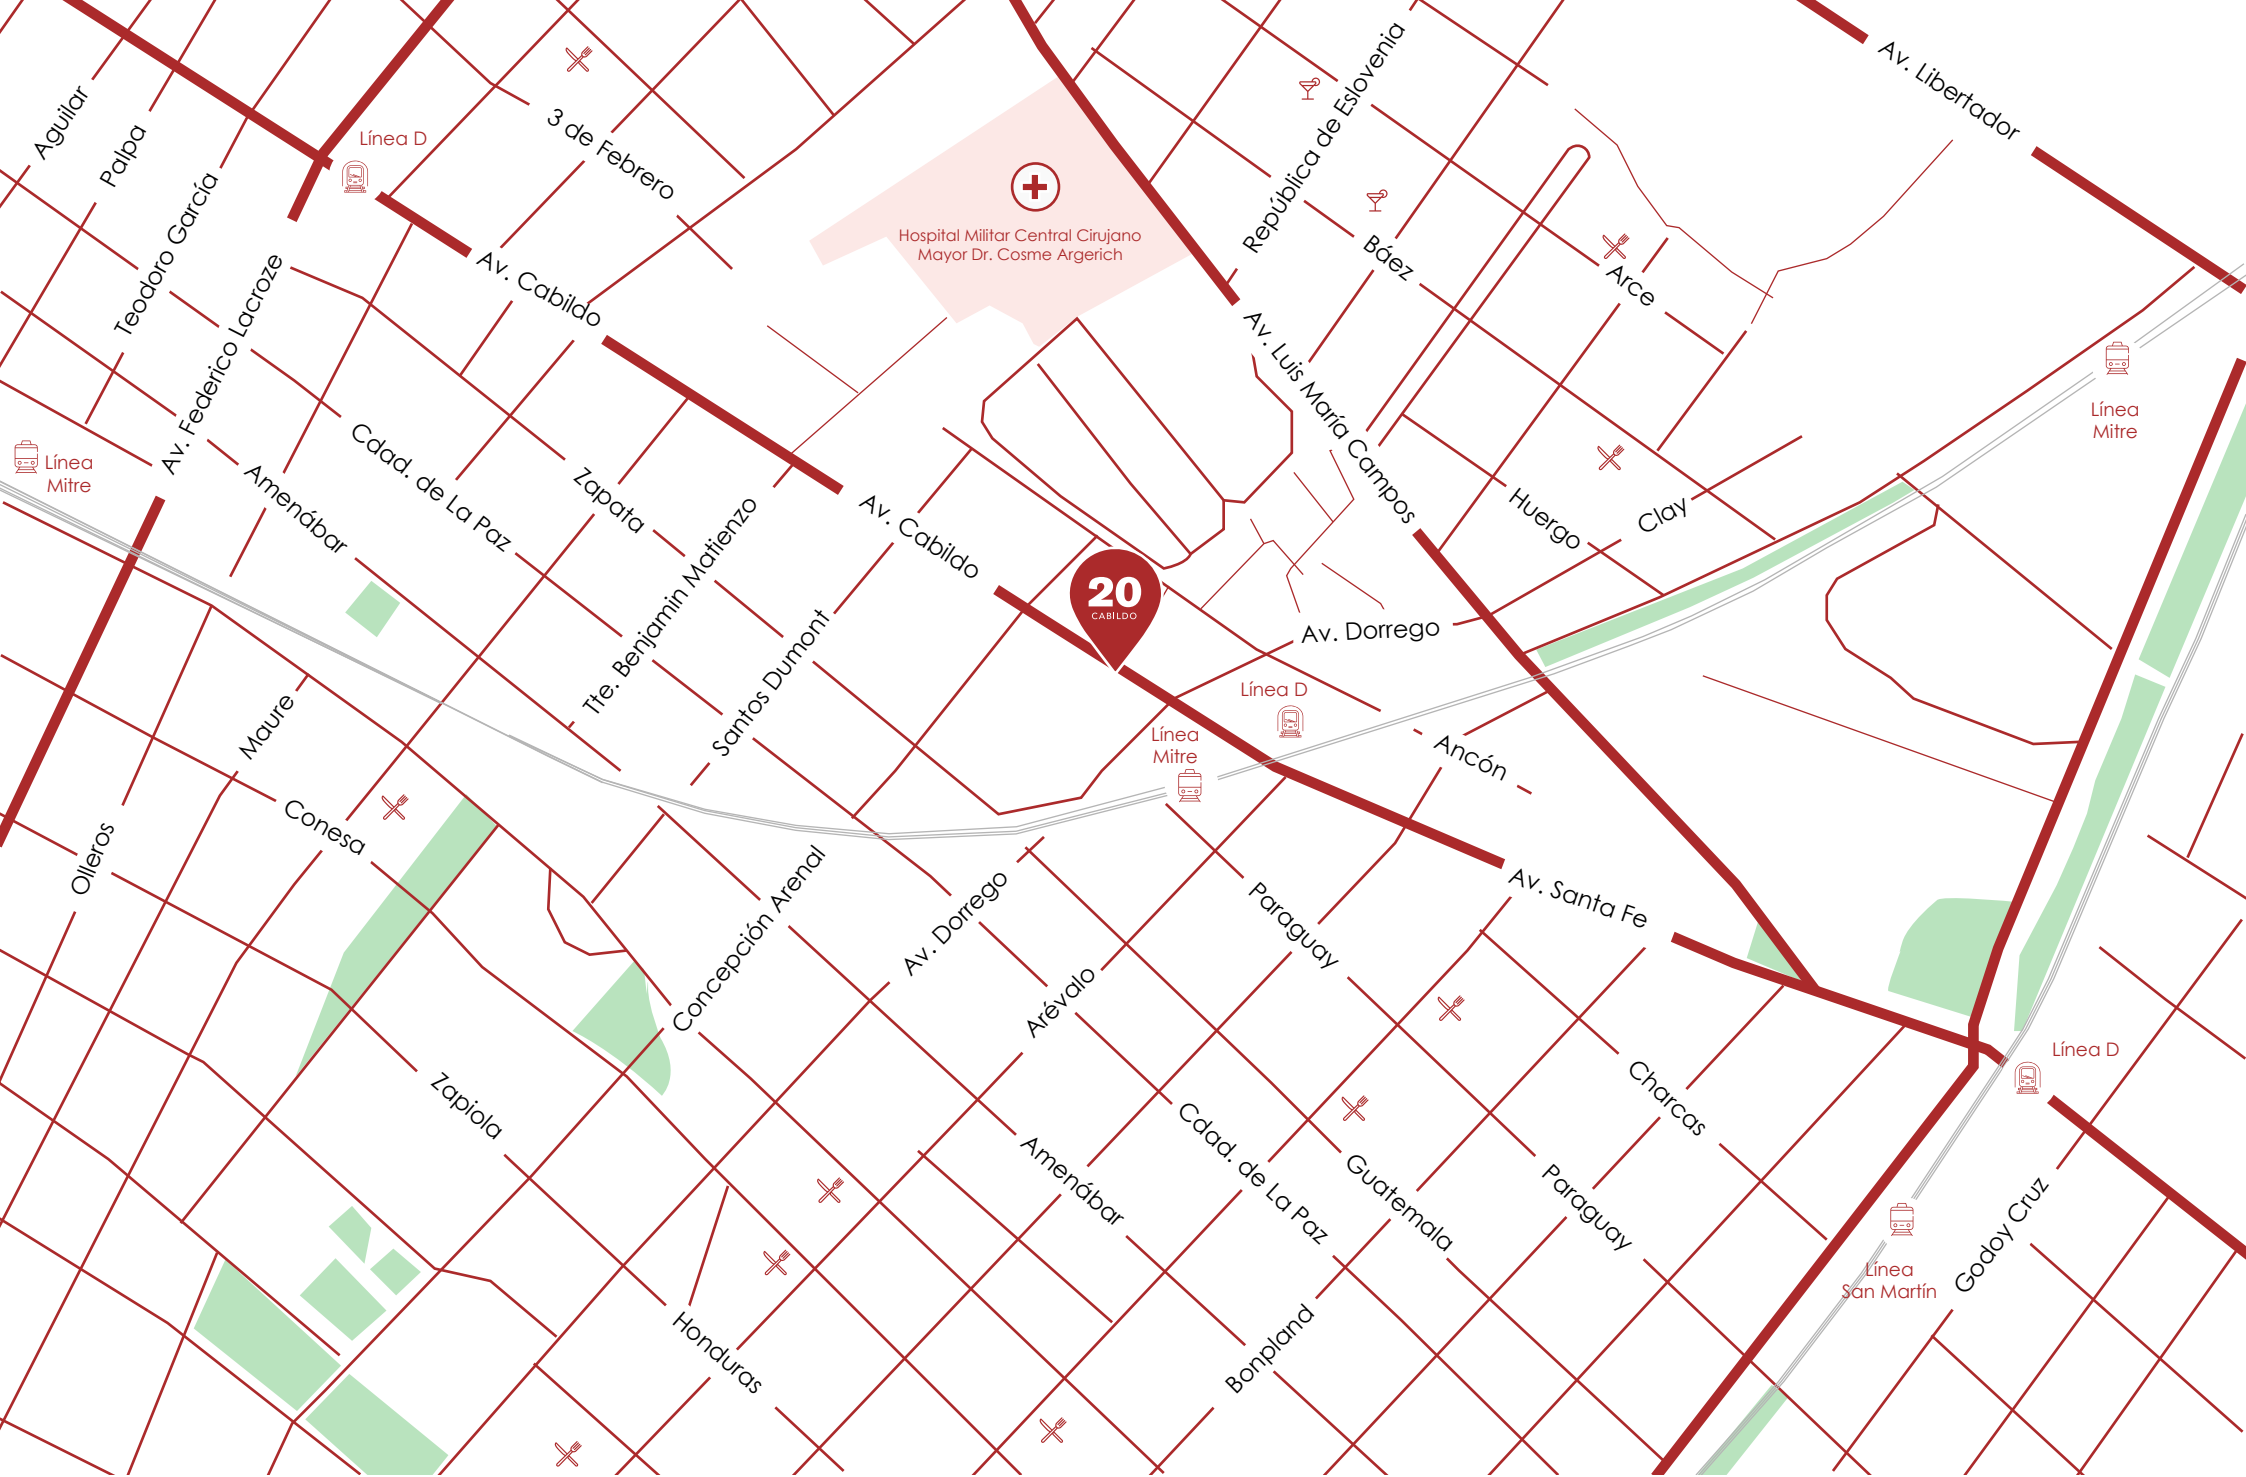 Av. Libertador
República de Eslovenia
Aguilar
Palpa
Línea D
3 de Febrero
Teodoro García
Hospital Militar Central Cirujano
Mayor Dr. Cosme Argerich
Báez
Arce
Av. Cabildo
Av. Federico Lacroze
Av. Luis María Campos
Línea
Mitre
Línea
Mitre
Amenábar
Cdad. de La Paz
Zapata
Av. Cabildo
Huergo
Clay
Tte. Benjamin Matienzo
20
CABILDO
Santos Dumont
Av. Dorrego
Línea D
Maure
Línea
Mitre
Ancón
Conesa
Olleros
Concepción Arenal
Av. Dorrego
Paraguay
Av. Santa Fe
Arévalo
Línea D
Zapiola
Charcas
Amenábar
Cdad. de La Paz
Guatemala
Paraguay
Godoy Cruz
Línea
San Martín
Honduras
Bonpland